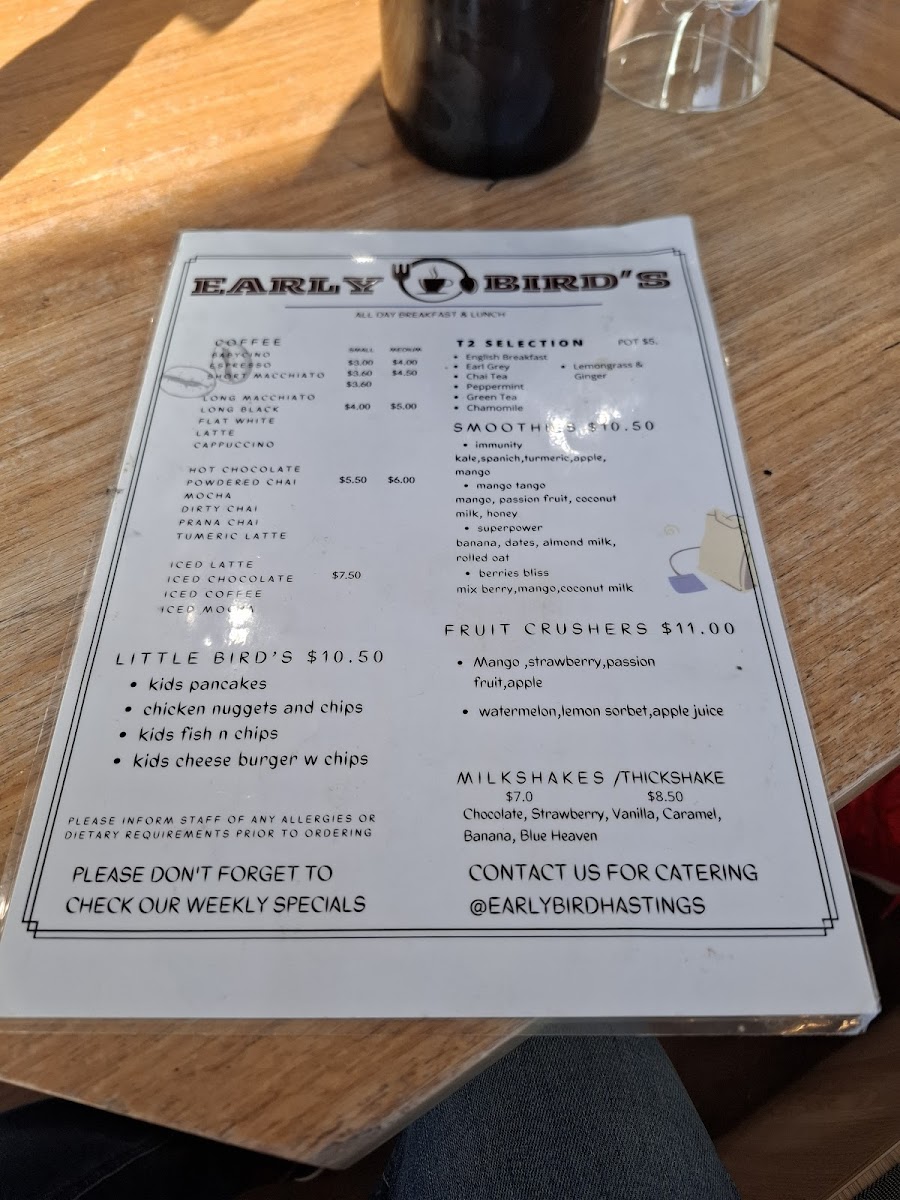 EARLY BIRD'S
ALL DAY BREAKFAST & LUNCH
COFFEE
SMALL MEDIUM
BABYCINO $3.00 $4.00
ESPRESSO $3.60 $4.50
SHORT MACCHIATO $3.60
LONG MACCHIATO
LONG BLACK $4.00 $5.00
FLAT WHITE
LATTE
CAPPUCCINO
HOT CHOCOLATE
POWDERED CHAI $5.50 $6.00
MOCHA
DIRTY CHAI
PRANA CHAI
TUMERIC LATTE
ICED LATTE
ICED CHOCOLATE $7.50
ICED COFFEE
ICED MOCHA
LITTLE BIRD'S $10.50
• kids pancakes
• chicken nuggets and chips
• kids fish n chips
• kids cheese burger w chips
PLEASE INFORM STAFF OF ANY ALLERGIES OR
DIETARY REQUIREMENTS PRIOR TO ORDERING
PLEASE DON'T FORGET TO
CHECK OUR WEEKLY SPECIALS
T2 SELECTION POT $5.
• English Breakfast
• Earl Grey
• Chai Tea
• Peppermint
• Green Tea
• Chamomile
• Lemongrass &
Ginger
SMOOTHIES $10.50
• immunity
kale,spanich,turmeric,apple,
mango
• mango tango
mango, passion fruit, coconut
milk, honey
• superpower
banana, dates, almond milk,
rolled oat
• berries bliss
mix berry,mango,coconut milk
FRUIT CRUSHERS $11.00
• Mango ,strawberry,passion
fruit,apple
• watermelon,lemon sorbet,apple juice
MILKSHAKES /THICKSHAKE
$7.0 $8.50
Chocolate, Strawberry, Vanilla, Caramel,
Banana, Blue Heaven
CONTACT US FOR CATERING
@EARLYBIRDHASTINGS